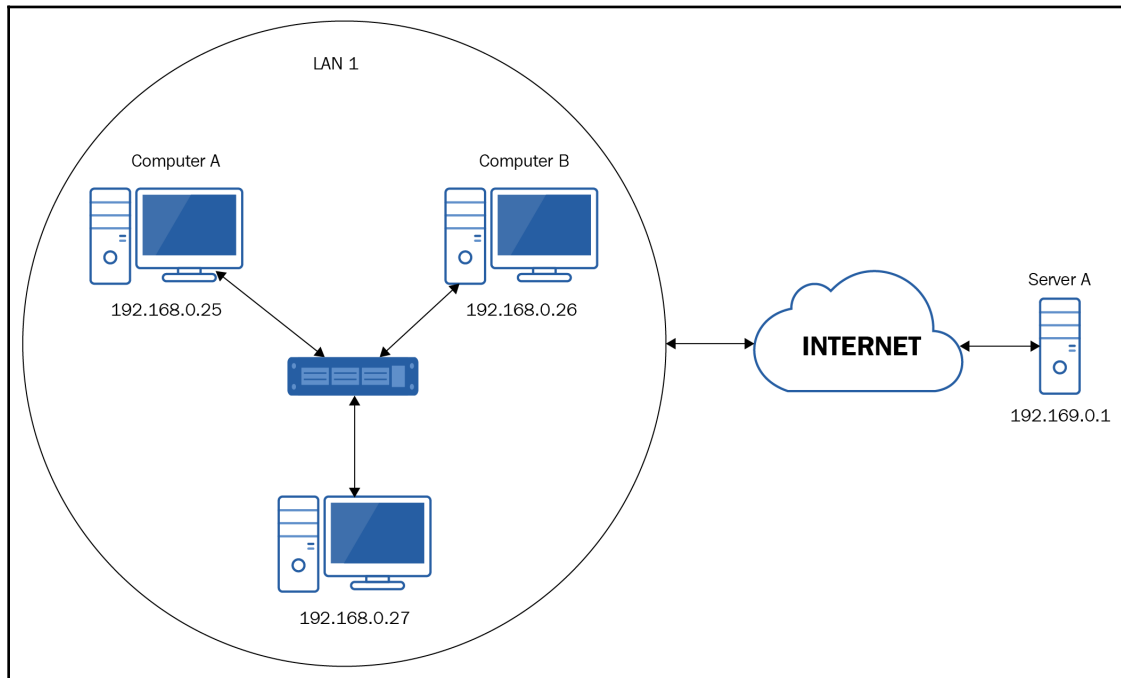 LAN 1
Computer A
Computer B
192.168.0.25
192.168.0.26
192.168.0.27
INTERNET
Server A
192.169.0.1